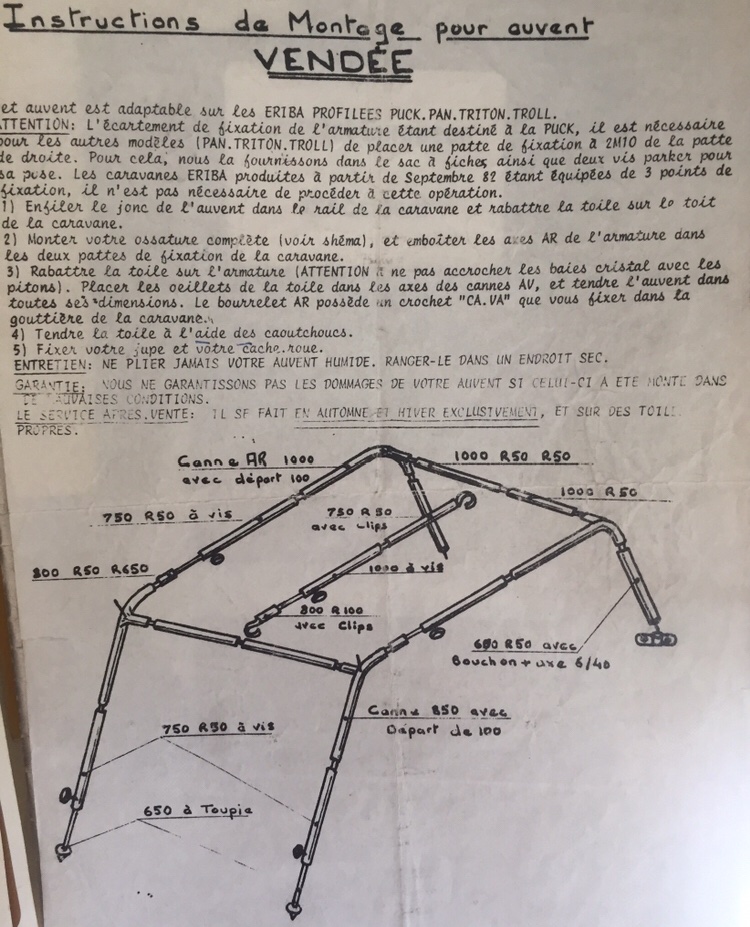 Instructions de Montage pour auvent
VENDÉE
et auvent est adaptable sur les ERIBA PROFILEES PUCK.PAN.TRITON.TROLL.
ATTENTION: L'écartement de fixation de l'armature étant destiné à la PUCK, il est nécessaire
pour les autres modèles (PAN.TRITON.TROLL) de placer une patte de fixation à 2M10 de la patte
de droite. Pour cela, nous la fournissons dans le sac à fiches, ainsi que deux vis parker pour
sa pose. Les caravanes ERIBA produites à partir de Septembre 82 étant équipées de 3 points de
fixation, il n'est pas nécessaire de procéder à cette opération.
1) Enfiler le jonc de l'auvent dans le rail de la caravane et rabattre la toile sur le toit
de la caravane.
2) Monter votre ossature complète (voir shéma), et emboîter les axes AR de l'armature dans
les deux pattes de fixation de la caravane.
3) Rabattre la toile sur l'armature (ATTENTION à ne pas accrocher les baies cristal avec les
pitons). Placer les oeillets de la toile dans les axes des cannes AV, et tendre l'auvent dans
toutes ses dimensions. Le bourrelet AR possède un crochet "CA.VA" que vous fixer dans la
gouttière de la caravane.
4) Tendre la toile à l'aide des caoutchoucs.
5) Fixer votre jupe et votre cache.roue.
ENTRETIEN: NE PLIER JAMAIS VOTRE AUVENT HUMIDE. RANGER-LE DANS UN ENDROIT SEC.
GARANTIE: NOUS NE GARANTISSONS PAS LES DOMMAGES DE VOTRE AUVENT SI CELUI-CI A ETE MONTE DANS
DE MAUVAISES CONDITIONS.
LE SERVICE APRES.VENTE: IL SE FAIT EN AUTOMNE ET HIVER EXCLUSIVEMENT, ET SUR DES TOILES
PROPRES.
Canne AR 1000
avec départ 100
1000 R50 R50
1000 R50
750 R50 à vis
750 R50
avec Clips
800 R50 R650
1000 à vis
800 R100
avec Clips
650 R50 avec
Bouchon + axe 6/40
Canne 850 avec
Départ de 100
750 R50 à vis
650 à Toupie